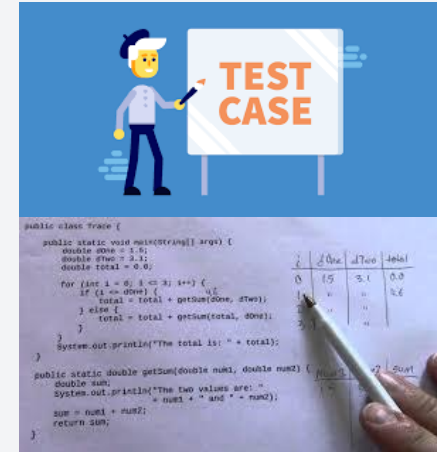 TEST
CASE
public class Trace {
public static void main(String[] args) {
double dOne = 1.5;
double dTwo = 3.1;
double total = 0.0;
for (int i = 0; i <= 3; i++) {
if (i <= dOne) {
total = total + getSum(dOne, dTwo);
} else {
total = total + getSum(total, dOne);
}
}
System.out.println("The total is: " + total);
}
public static double getSum(double num1, double num2) {
double sum;
System.out.println("The two values are: "
+ num1 + " and " + num2);
sum = num1 + num2;
return sum;
}
i dOne dTwo total
0 1.5 3.1 0.0
" " 4.6
"
3 "
num1 sum